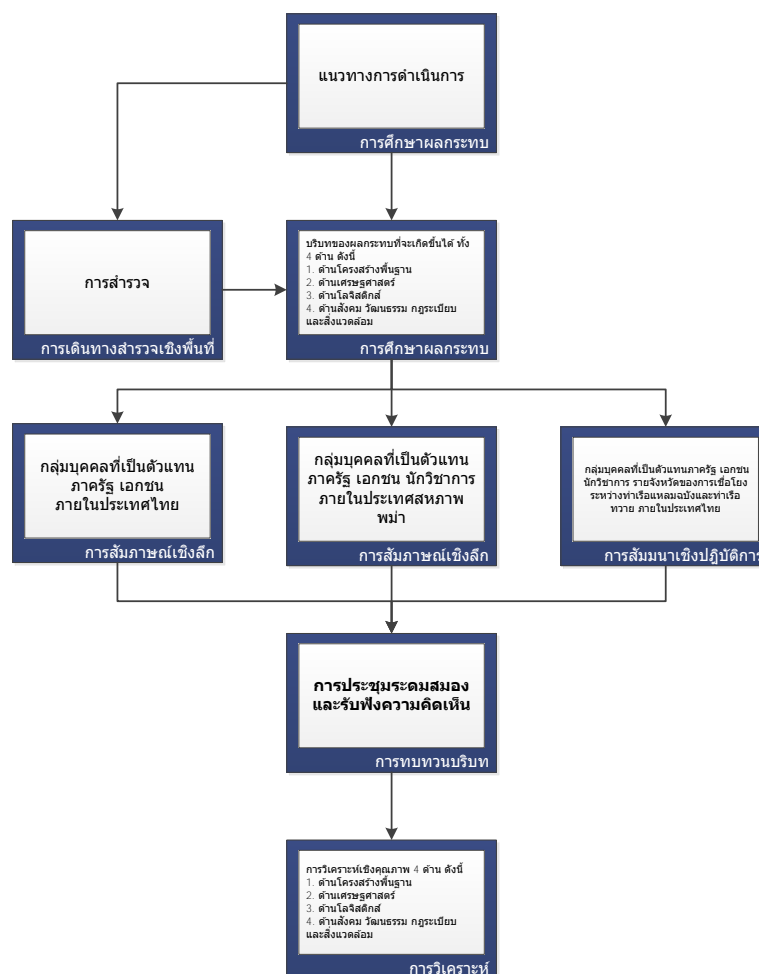 แนวทางการดำเนินการ
การศึกษาผลกระทบ
การสำรวจ
การเดินทางสำรวจเชิงพื้นที่
บริบทของผลกระทบที่จะเกิดขึ้นได้ ทั้ง
4 ด้าน ดังนี้
1. ด้านโครงสร้างพื้นฐาน
2. ด้านเศรษฐศาสตร์
3. ด้านโลจิสติกส์
4. ด้านสังคม วัฒนธรรม กฎระเบียบ
และสิ่งแวดล้อม
การศึกษาผลกระทบ
กลุ่มบุคคลที่เป็นตัวแทน
ภาครัฐ เอกชน
ภายในประเทศไทย
การสัมภาษณ์เชิงลึก
กลุ่มบุคคลที่เป็นตัวแทน
ภาครัฐ เอกชน นักวิชาการ
ภายในประเทศสหภาพ
พม่า
การสัมภาษณ์เชิงลึก
กลุ่มบุคคลที่เป็นตัวแทนภาครัฐ เอกชน
นักวิชาการ รายจังหวัดของการเชื่อโยง
ระหว่างท่าเรือแหลมฉบังและท่าเรือ
ทวาย ภายในประเทศไทย
การสัมมนาเชิงปฏิบัติการ
การประชุมระดมสมอง
และรับฟังความคิดเห็น
การทบทวนบริบท
การวิเคราะห์เชิงคุณภาพ 4 ด้าน ดังนี้
1. ด้านโครงสร้างพื้นฐาน
2. ด้านเศรษฐศาสตร์
3. ด้านโลจิสติกส์
4. ด้านสังคม วัฒนธรรม กฎระเบียบ
และสิ่งแวดล้อม
การวิเคราะห์